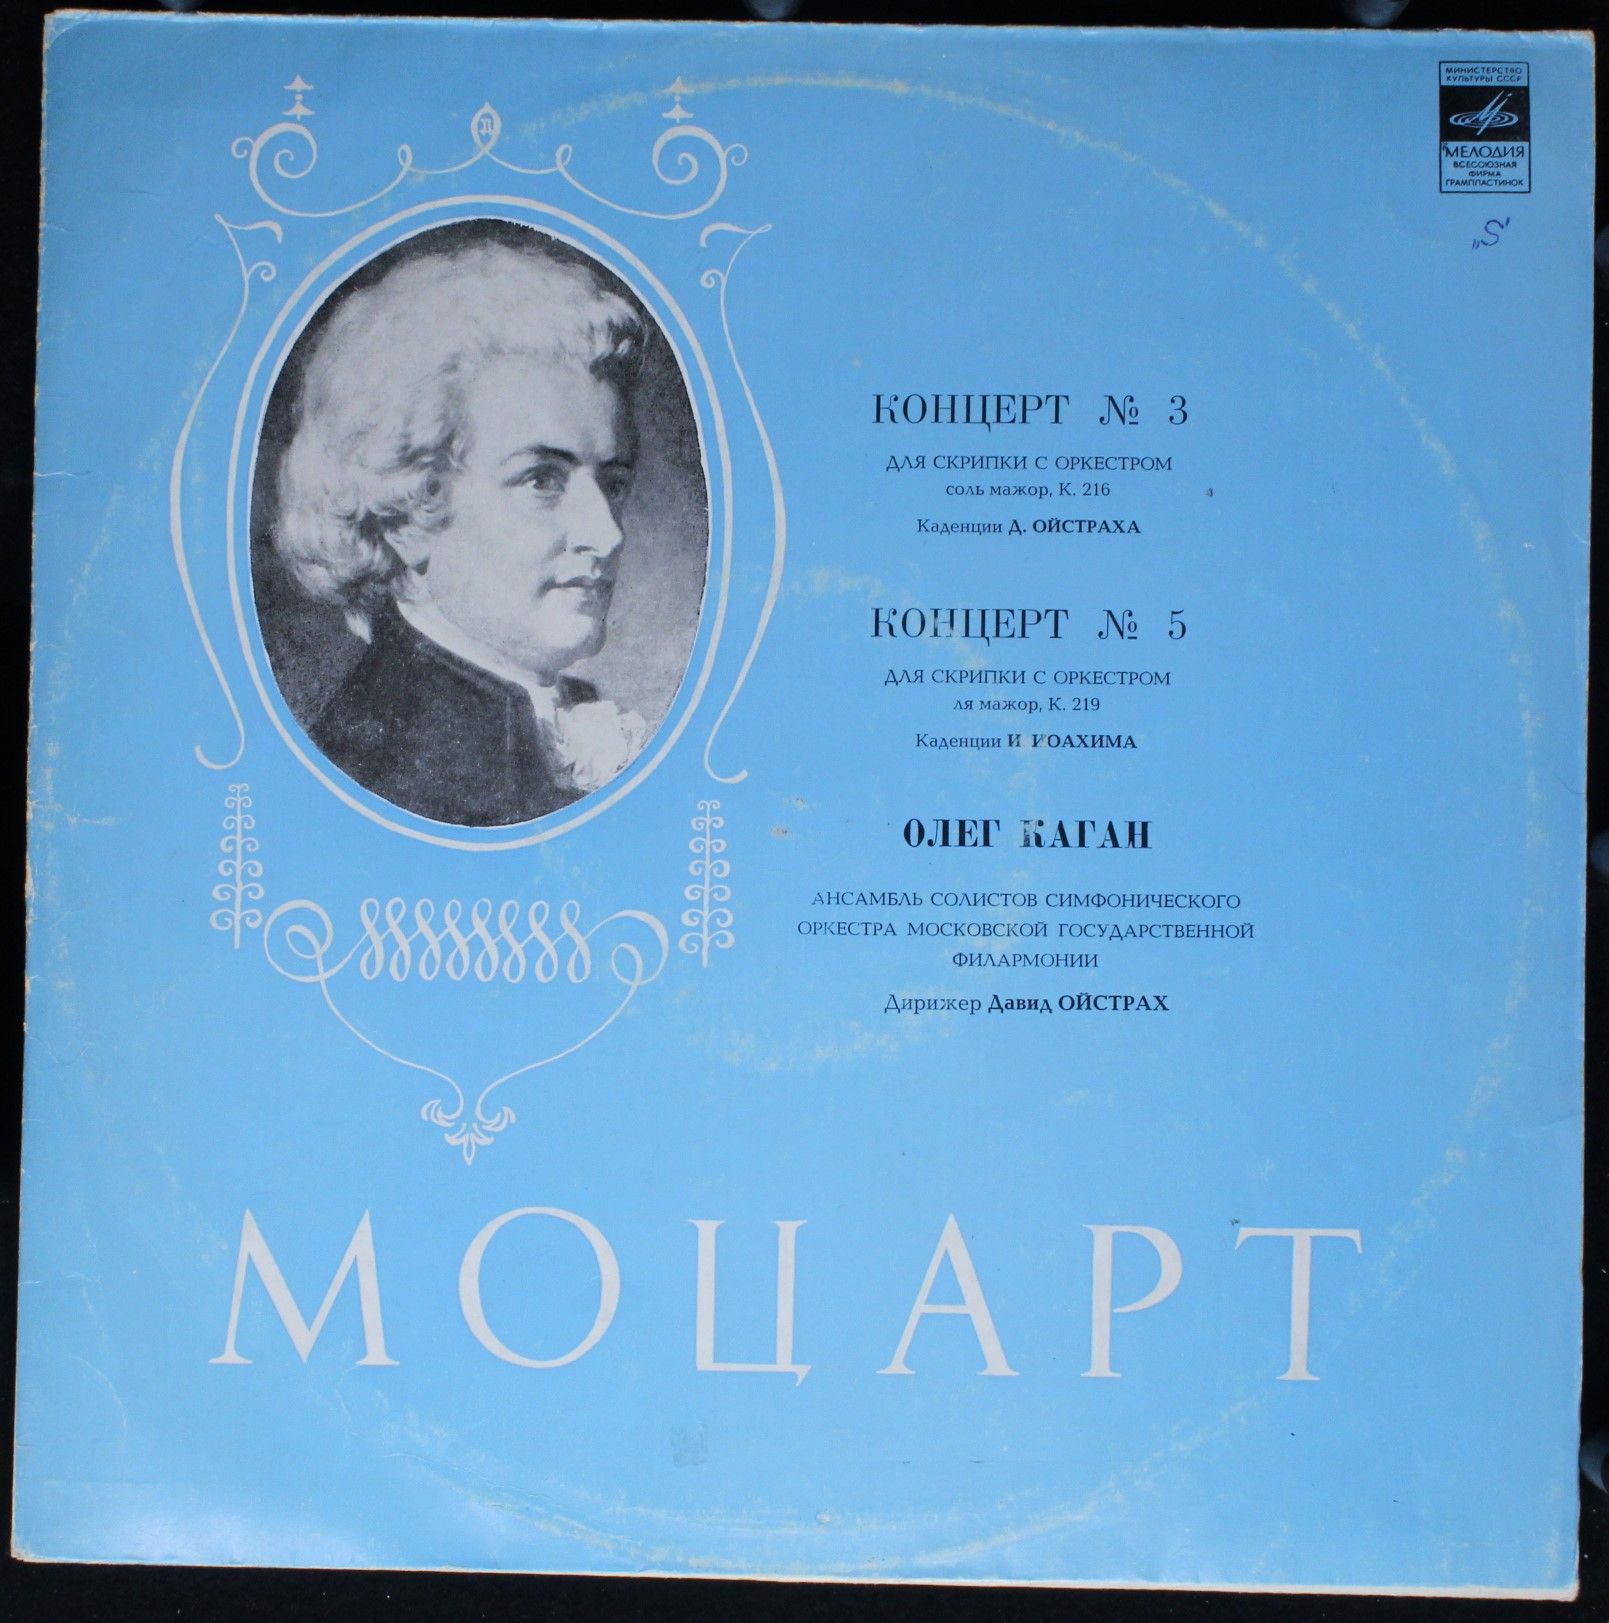 МИНИСТЕРСТВО
КУЛЬТУРЫ СССР
МЕЛОДИЯ
ВСЕСОЮЗНАЯ
ФИРМА
ГРАМПЛАСТИНОК
„S"
КОНЦЕРТ № 3
ДЛЯ СКРИПКИ С ОРКЕСТРОМ
соль мажор, К. 216
Каденции Д. ОЙСТРАХА
КОНЦЕРТ № 5
ДЛЯ СКРИПКИ С ОРКЕСТРОМ
ля мажор, К. 219
Каденции И ИОАХИМА
ОЛЕГ КАГАН
АНСАМБЛЬ СОЛИСТОВ СИМФОНИЧЕСКОГО
ОРКЕСТРА МОСКОВСКОЙ ГОСУДАРСТВЕННОЙ
ФИЛАРМОНИИ
Дирижер Давид ОЙСТРАХ
МОЦАРТ